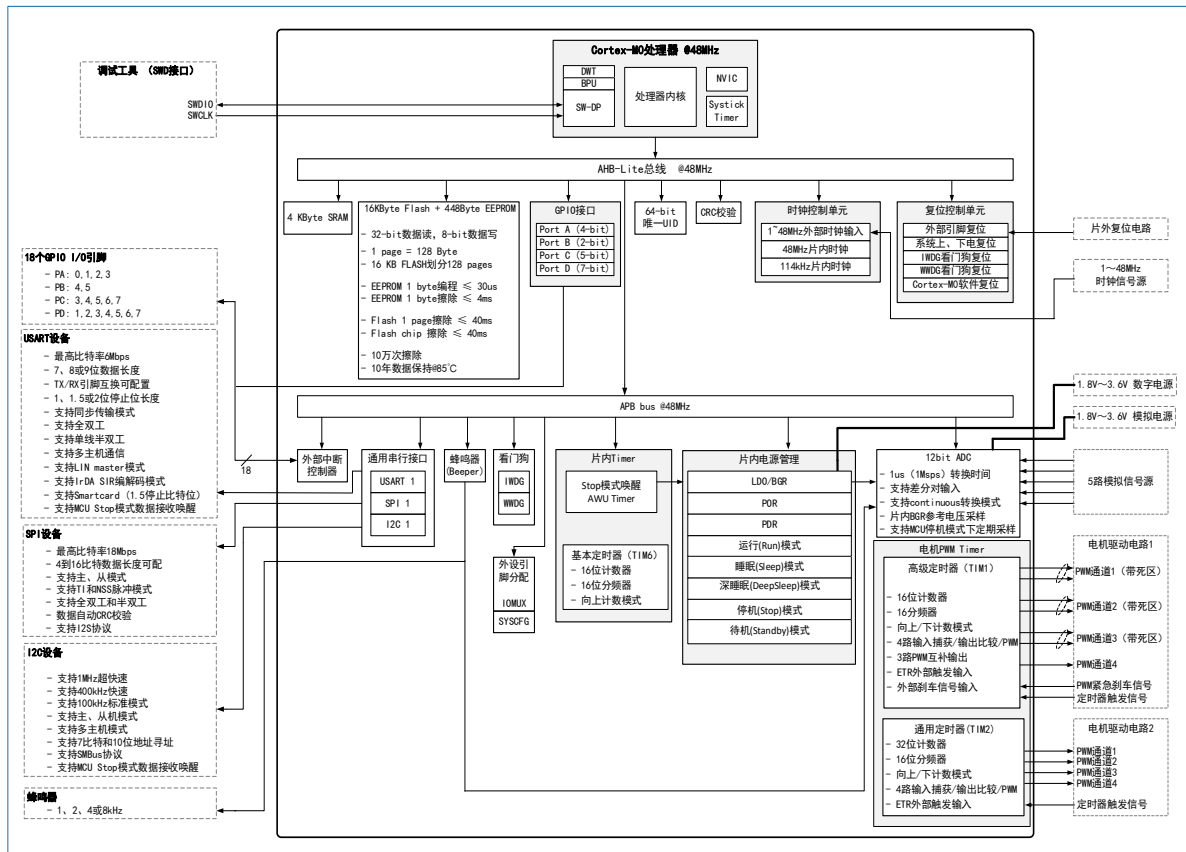 Cortex-M0处理器 @48MHz
DWT
BPU
SW-DP
处理器内核
NVIC
Systick
Timer
调试工具 （SWD接口）
SWDIO
SWCLK
AHB-Lite总线 @48MHz
4 KByte SRAM
16KByte Flash + 448Byte EEPROM
- 32-bit数据读，8-bit数据写
- 1 page = 128 Byte
- 16 KB FLASH划分128 pages
- EEPROM 1 byte编程 ≤ 30us
- EEPROM 1 byte擦除 ≤ 4ms
- Flash 1 page擦除 ≤ 40ms
- Flash chip 擦除 ≤ 40ms
- 10万次擦除
- 10年数据保持@85℃
GPIO接口
Port A (4-bit)
Port B (2-bit)
Port C (5-bit)
Port D (7-bit)
64-bit
唯一UID
CRC校验
时钟控制单元
1~48MHz外部时钟输入
48MHz片内时钟
114kHz片内时钟
复位控制单元
外部引脚复位
系统上、下电复位
IWDG看门狗复位
WWDG看门狗复位
Cortex-M0软件复位
片外复位电路
1～48MHz
时钟信号源
18个GPIO I/O引脚
- PA: 0,1,2,3
- PB: 4,5
- PC: 3,4,5,6,7
- PD: 1,2,3,4,5,6,7
USART设备
- 最高比特率6Mbps
- 7、8或9位数据长度
- TX/RX引脚互换可配置
- 1、1.5或2位停止位长度
- 支持同步传输模式
- 支持全双工
- 支持单线半双工
- 支持多主机通信
- 支持LIN master模式
- 支持IrDA SIR编解码模式
- 支持Smartcard (1.5停止比特位)
- 支持MCU Stop模式数据接收唤醒
SPI设备
- 最高比特率18Mbps
- 4到16比特数据长度可配
- 支持主、从模式
- 支持TI和NSS脉冲模式
- 支持全双工和半双工
- 数据自动CRC校验
- 支持I2S协议
I2C设备
- 支持1MHz超快速
- 支持400kHz快速
- 支持100kHz标准模式
- 支持主、从机模式
- 支持多主机模式
- 支持7比特和10位地址寻址
- 支持SMBus协议
- 支持MCU Stop模式数据接收唤醒
蜂鸣器
- 1、2、4或8kHz
APB bus @48MHz
18
外部中断
控制器
通用串行接口
USART 1
SPI 1
I2C 1
蜂鸣器
(Beeper)
看门狗
IWDG
WWDG
外设引
脚分配
IOMUX
SYSCFG
片内Timer
Stop模式唤醒
AWU Timer
基本定时器 (TIM6)
- 16位计数器
- 16位分频器
- 向上计数模式
片内电源管理
LDO/BGR
POR
PDR
运行(Run)模式
睡眠(Sleep)模式
深睡眠(DeepSleep)模式
停机(Stop)模式
待机(Standby)模式
12bit ADC
- 1us（1Msps）转换时间
- 支持差分对输入
- 支持continuous转换模式
- 片内BGR参考电压采样
- 支持MCU停机模式下定期采样
1.8V～3.6V 数字电源
1.8V～3.6V 模拟电源
5路模拟信号源
电机PWM Timer
高级定时器 (TIM1)
- 16位计数器
- 16分频器
- 向上/下计数模式
- 4路输入捕获/输出比较/PWM
- 3路PWM互补输出
- ETR外部触发输入
- 外部刹车信号输入
通用定时器(TIM2)
- 32位计数器
- 16位分频器
- 向上/下计数模式
- 4路输入捕获/输出比较/PWM
- ETR外部触发输入
电机驱动电路1
PWM通道1 (带死区)
PWM通道2 (带死区)
PWM通道3 (带死区)
PWM通道4
PWM紧急刹车信号
定时器触发信号
电机驱动电路2
PWM通道1
PWM通道2
PWM通道3
PWM通道4
定时器触发信号